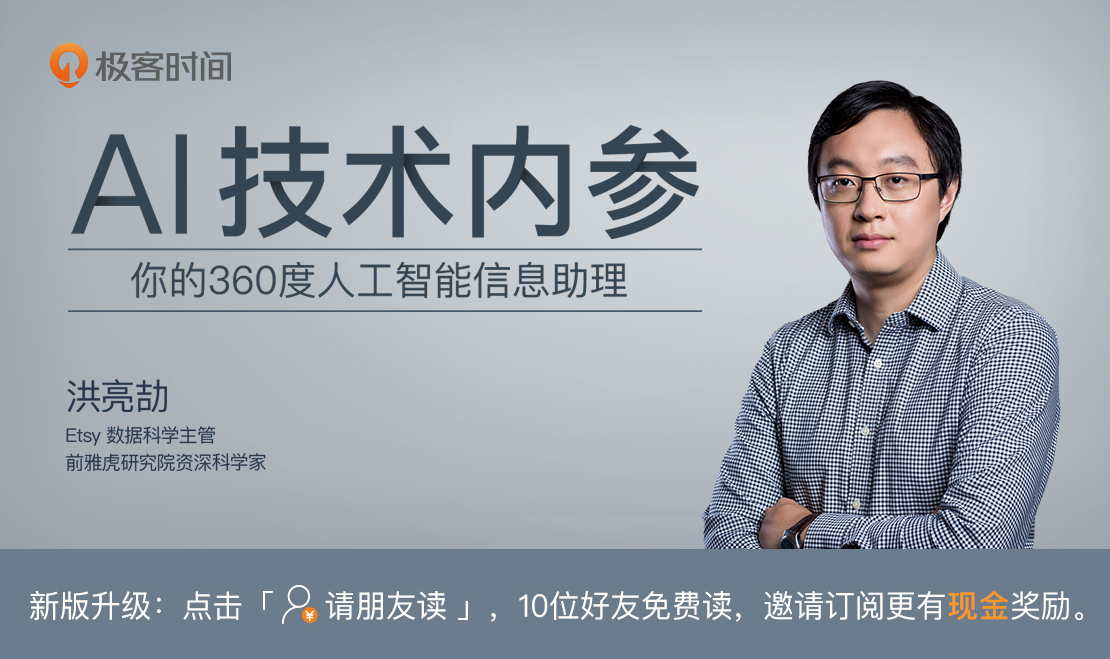 极客时间
AI技术内参
你的360度人工智能信息助理
洪亮劼
Etsy 数据科学主管
前雅虎研究院资深科学家
新版升级：点击「 ¥ 请朋友读 」，10位好友免费读，邀请订阅更有现金奖励。